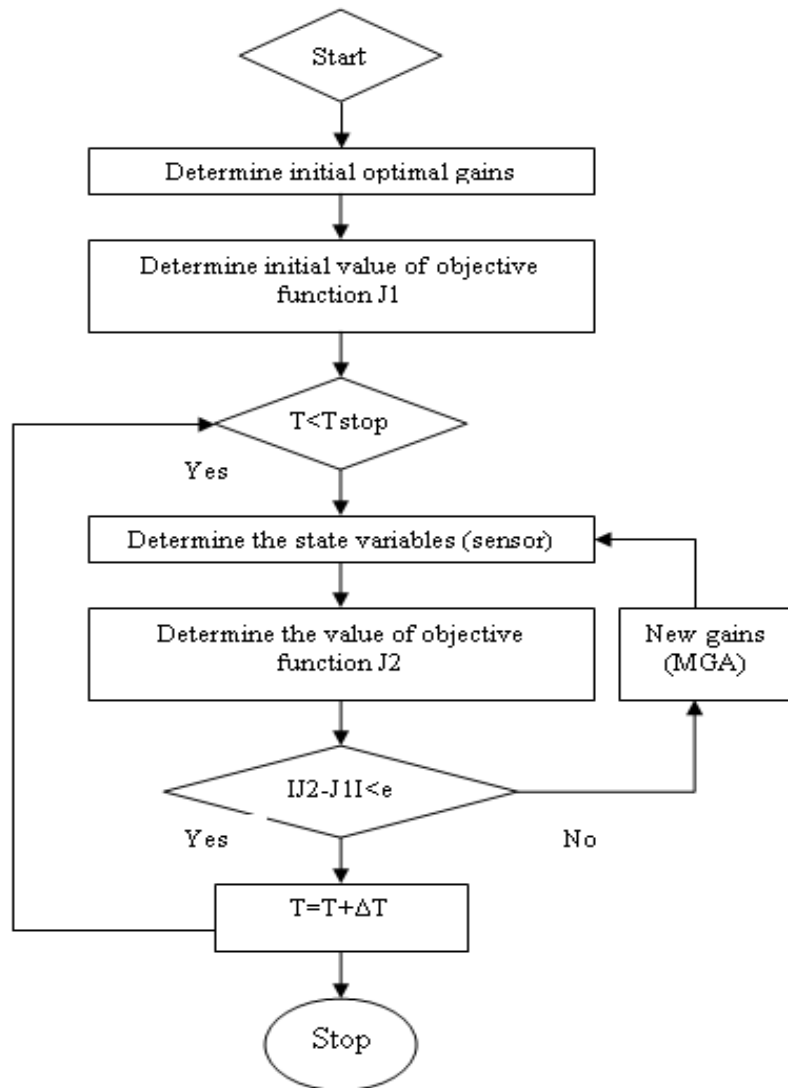 Start
Determine initial optimal gains
Determine initial value of objective
function J1
T<Tstop
Yes
Determine the state variables (sensor)
Determine the value of objective
function J2
New gains
(MGA)
IJ2-J1I<e
Yes
No
T=T+ΔT
Stop